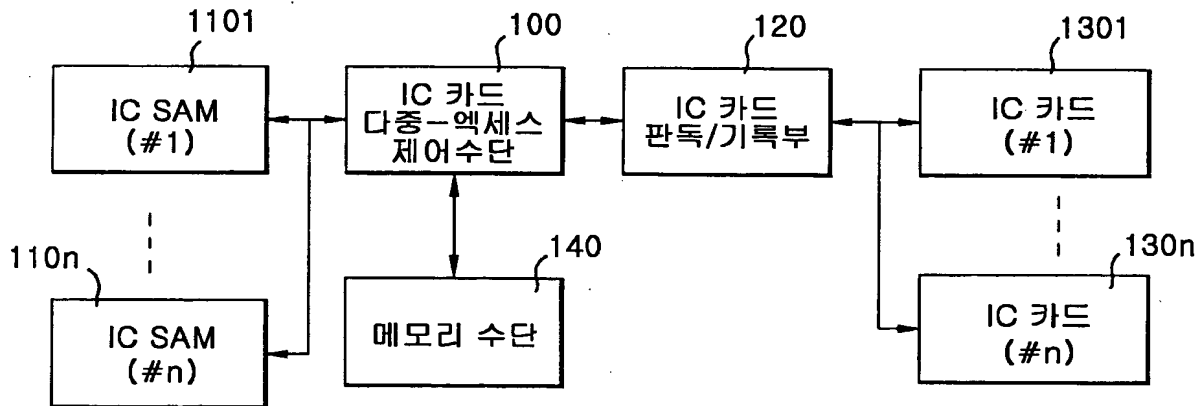 1101
IC SAM
(#1)
100
IC 카드
다중-엑세스
제어수단
120
IC 카드
판독/기록부
1301
IC 카드
(#1)
110n
IC SAM
(#n)
140
메모리 수단
130n
IC 카드
(#n)